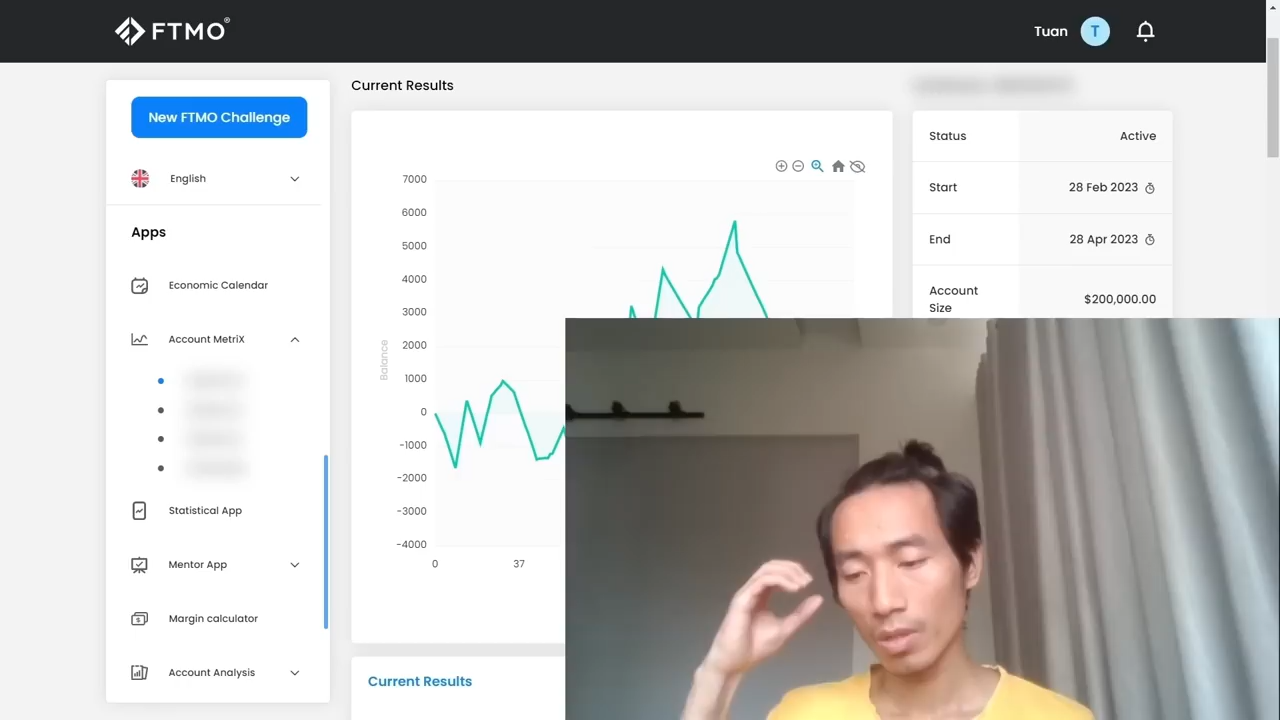 FTMO®
Tuan
T
New FTMO Challenge
English
Apps
Economic Calendar
Account MetriX
Statistical App
Mentor App
Margin calculator
Account Analysis
Current Results
7000
6000
5000
4000
3000
2000
1000
0
-1000
-2000
-3000
-4000
Balance
0
37
Current Results
Status
Active
Start
28 Feb 2023
End
28 Apr 2023
Account
Size
$200,000.00